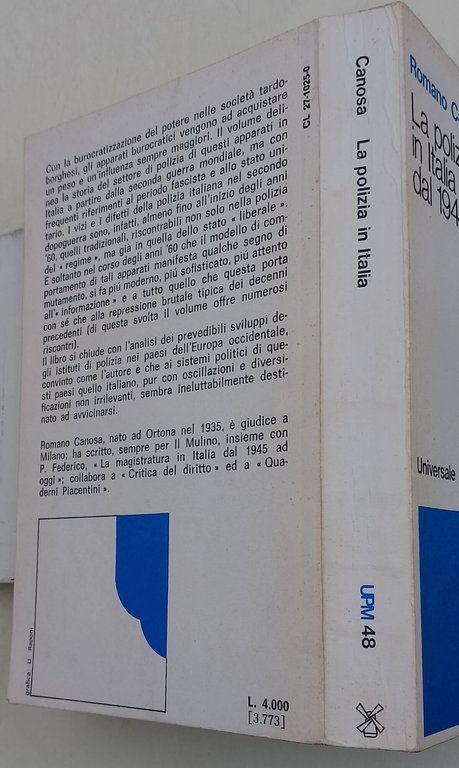 Con la burocratizzazione del potere nelle società tardo-
borghesi, gli apparati burocratici vengono ad acquistare
un peso e un'influenza sempre maggiori. Il volume deli-
nea la storia del settore di polizia di questi apparati in
Italia a partire dalla seconda guerra mondiale, ma con
frequenti riferimenti al periodo fascista e allo stato uni-
tario. I vizi e i difetti della polizia italiana nel secondo
dopoguerra sono, infatti, almeno fino all'inizio degli anni
'60, quelli tradizionali, riscontrabili non solo nella polizia
del « regime », ma già in quella dello stato « liberale ».
È soltanto nel corso degli anni '60 che il modello di com-
portamento di tali apparati manifesta qualche segno di
mutamento, si fa piú moderno, piú sofisticato, piú attento
all'« informazione » e a tutto quello che questa porta
con sé che alla repressione brutale tipica dei decenni
precedenti (di questa svolta il volume offre numerosi
riscontri).
Il libro si chiude con l'analisi dei prevedibili sviluppi de-
gli istituti di polizia nei paesi dell'Europa occidentale,
convinto come l'autore è che ai sistemi politici di que-
sti paesi quello italiano, pur con oscillazioni e diversi-
ficazioni non irrilevanti, sembra ineluttabilmente desti-
nato ad avvicinarsi.
Romano Canosa, nato ad Ortona nel 1935, è giudice a
Milano; ha scritto, sempre per Il Mulino, insieme con
P. Federico, « La magistratura in Italia dal 1945 ad
oggi »; collabora a « Critica del diritto » ed a « Qua-
derni Piacentini ».
grafica LI
L. 4.000
[3.773]
CL 27-1025-0
Canosa La polizia in Italia
UPM 48
Romano
La poliz
in Italia
dal 194
Universale